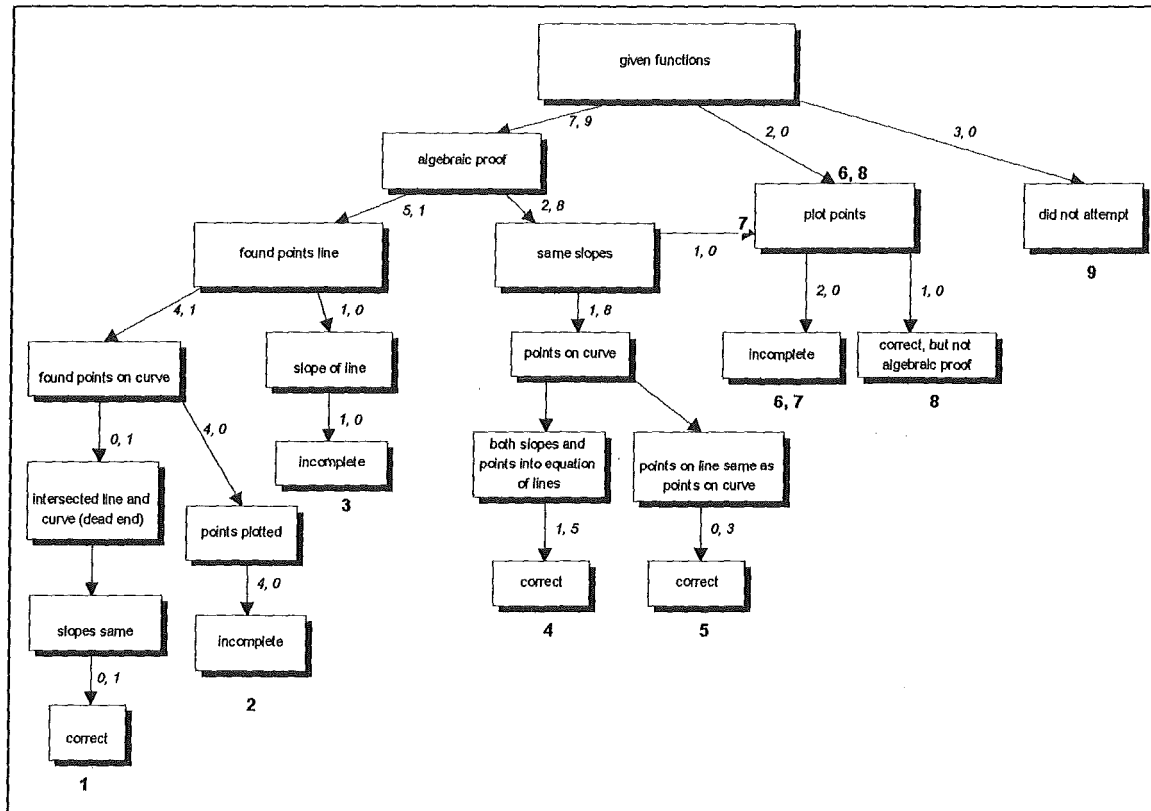 given functions
7, 9
2, 0
3, 0
algebraic proof
6, 8
5, 1
2, 8
plot points
did not attempt
7
found points line
same slopes
1, 0
9
4, 1
1, 0
1, 8
2, 0
1, 0
found points on curve
slope of line
points on curve
incomplete
correct, but not
algebraic proof
6, 7
8
0, 1
4, 0
1, 0
both slopes and
points into equation
of lines
points on line same as
points on curve
incomplete
3
intersected line and
curve (dead end)
points plotted
1, 5
0, 3
4, 0
correct
correct
slopes same
incomplete
4
5
0, 1
2
correct
1